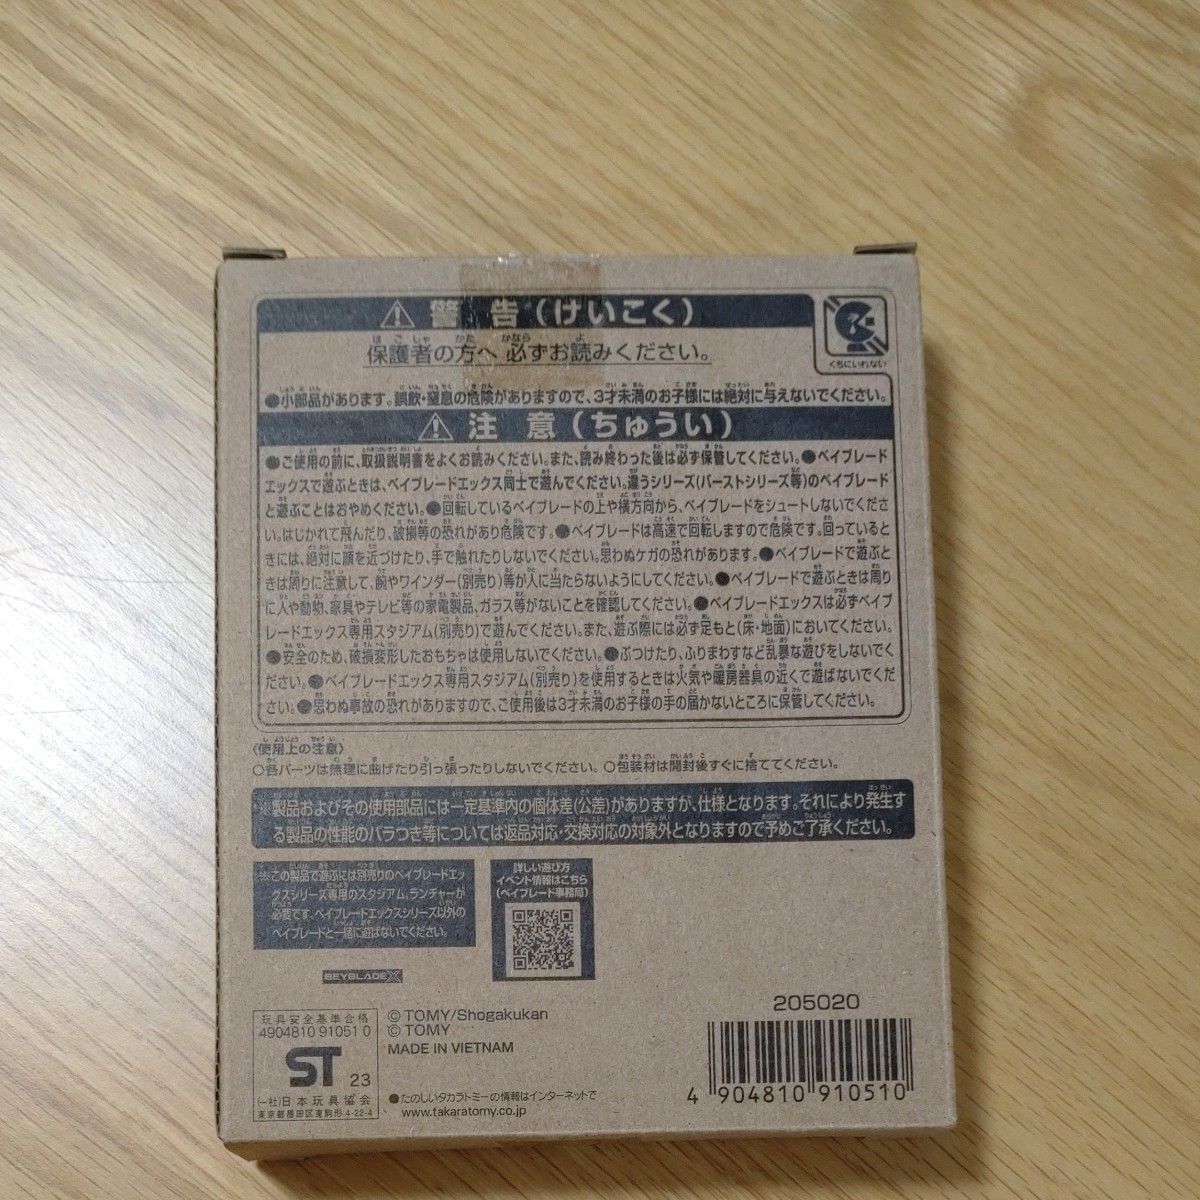 警告(けいこく)
保護者の方へ 必ずお読みください。
くちにいれない
●小部品があります。誤飲・窒息の危険がありますので、3才未満のお子様には絶対に与えないでください。
注意(ちゅうい)
●ご使用の前に、取扱説明書をよくお読みください。また、読み終わった後は必ず保管してください。●ベイブレード
エックスで遊ぶときは、ベイブレードエックス同士で遊んでください。違うシリーズ(バーストシリーズ等)のベイブレード
と遊ぶことはおやめください。●回転しているベイブレードの上や横方向から、ベイブレードをシュートしないでくださ
い。はじかれて飛んだり、破損等の恐れがあり危険です。●ベイブレードは高速で回転しますので危険です。回っていると
きには、絶対に顔を近づけたり、手で触れたりしないでください。思わぬケガの恐れがあります。●ベイブレードで遊ぶと
きは周りに注意して、腕やワインダー(別売り)等が人に当たらないようにしてください。●ベイブレードで遊ぶときは周り
に人や動物、家具やテレビ等の家電製品、ガラス等がないことを確認してください。●ベイブレードエックスは必ずベイブ
レードエックス専用スタジアム(別売り)で遊んでください。また、遊ぶ際には必ず足もと(床・地面)においてください。
●安全のため、破損変形したおもちゃは使用しないでください。●ぶつけたり、ふりまわすなど乱暴な遊びをしないでく
ださい。●ベイブレードエックス専用スタジアム(別売り)を使用するときは火気や暖房器具の近くで遊ばないでくださ
い。●思わぬ事故の恐れがありますので、ご使用後は3才未満のお子様の手の届かないところに保管してください。
〈使用上の注意〉
○各パーツは無理に曲げたり引っ張ったりしないでください。○包装材は開封後すぐに捨ててください。
※製品およびその使用部品には一定基準内の個体差(公差)がありますが、仕様となります。それにより発生す
る製品の性能のバラつき等については返品対応・交換対応の対象外となりますので予めご了承ください。
※この製品で遊ぶには別売りのベイブレードエッ
クスシリーズ専用のスタジアム、ランチャーが
必要です。ベイブレードエックスシリーズ以外の
ベイブレードと一緒に遊ばないでください。
詳しい遊び方
イベント情報はこちら
(ベイブレード事務局)
BEYBLADE X
玩具安全基準合格
4904810 91051 0
ST 23
(一社)日本玩具協会
東京都墨田区東駒形4-22-4
© TOMY/Shogakukan
© TOMY
MADE IN VIETNAM
●たのしいタカラトミーの情報はインターネットで
www.takaratomy.co.jp
205020
4 904810 910510